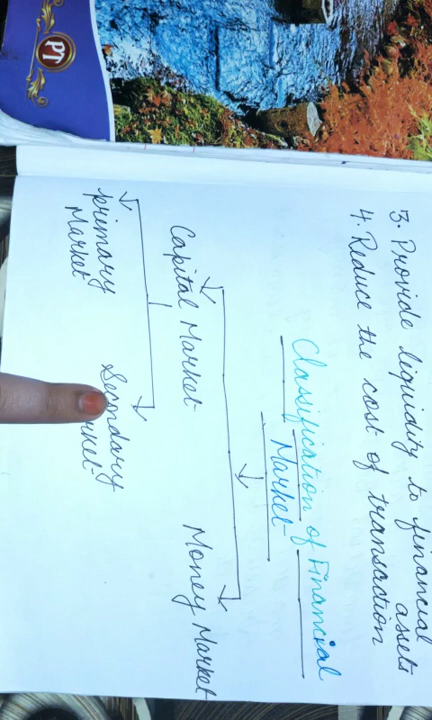 3. Provide liquidity to financial
assets
4. Reduce the cost of transaction
Classification of Financial
Market
Capital Market
Money Market
primary
Market
Secondary
PT